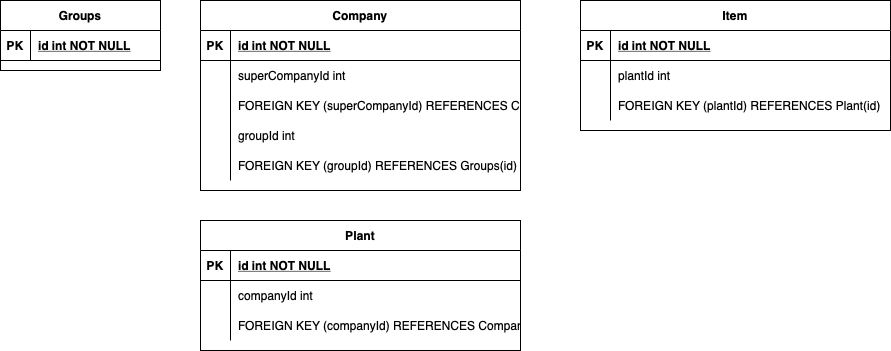 Groups
PK id int NOT NULL
Company
PK id int NOT NULL
superCompanyId int
FOREIGN KEY (superCompanyId) REFERENCES C
groupId int
FOREIGN KEY (groupId) REFERENCES Groups(id)
Item
PK id int NOT NULL
plantId int
FOREIGN KEY (plantId) REFERENCES Plant(id)
Plant
PK id int NOT NULL
companyId int
FOREIGN KEY (companyId) REFERENCES Compan